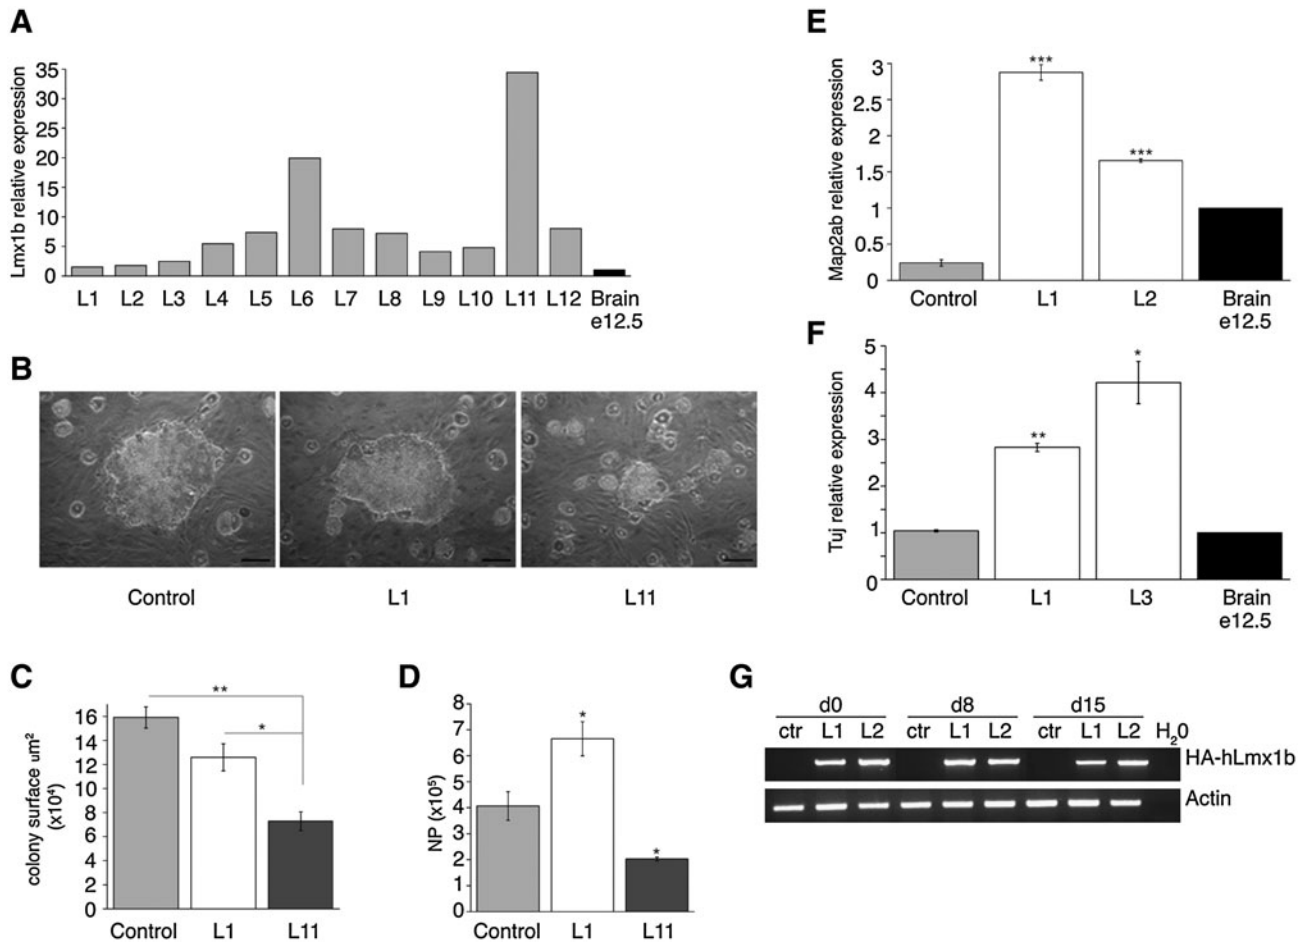 A
Lmx1b relative expression
35
30
25
20
15
10
5
0
L1 L2 L3 L4 L5 L6 L7 L8 L9 L10 L11 L12 Brain
e12.5
B
Control L1 L11
C
colony surface um²
(x10⁴)
16
14
12
10
8
6
4
2
0
**
*
Control L1 L11
D
NP (x10⁵)
8
7
6
5
4
3
2
1
0
*
*
Control L1 L11
E
Map2ab relative expression
3
2.5
2
1.5
1
0.5
0
***
***
Control L1 L2 Brain
e12.5
F
Tuj relative expression
5
4
3
2
1
0
**
*
Control L1 L3 Brain
e12.5
G
d0 d8 d15
ctr L1 L2 ctr L1 L2 ctr L1 L2 H₂0
HA-hLmx1b
Actin